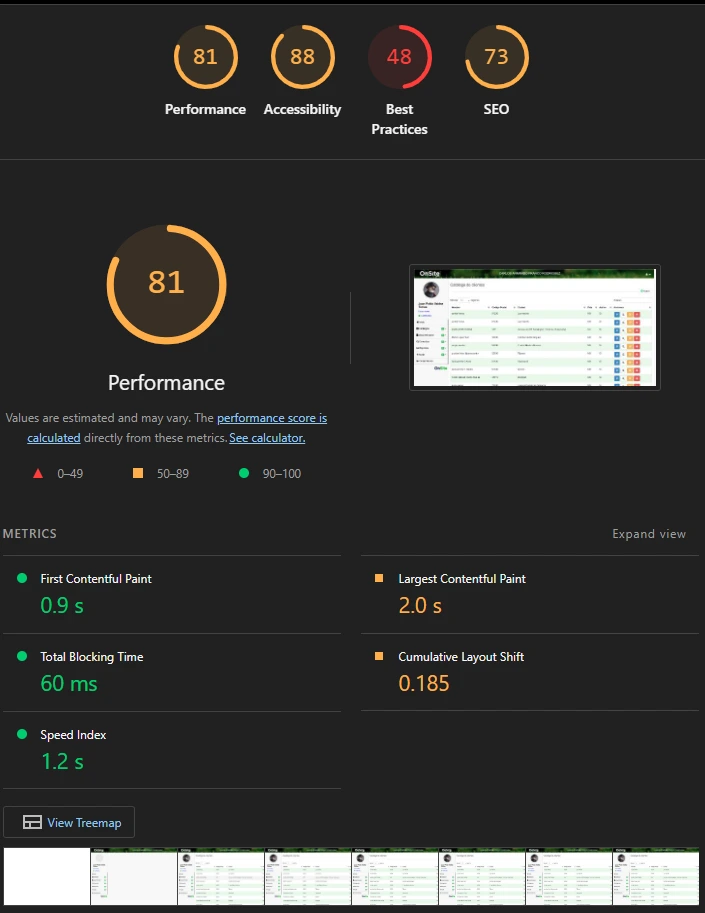 81
88
48
73
Performance
Accessibility
Best
Practices
SEO
81
Performance
Values are estimated and may vary. The performance score is
calculated directly from these metrics. See calculator.
0–49
50–89
90–100
OnSite
METRICS
Expand view
First Contentful Paint
0.9 s
Largest Contentful Paint
2.0 s
Total Blocking Time
60 ms
Cumulative Layout Shift
0.185
Speed Index
1.2 s
View Treemap